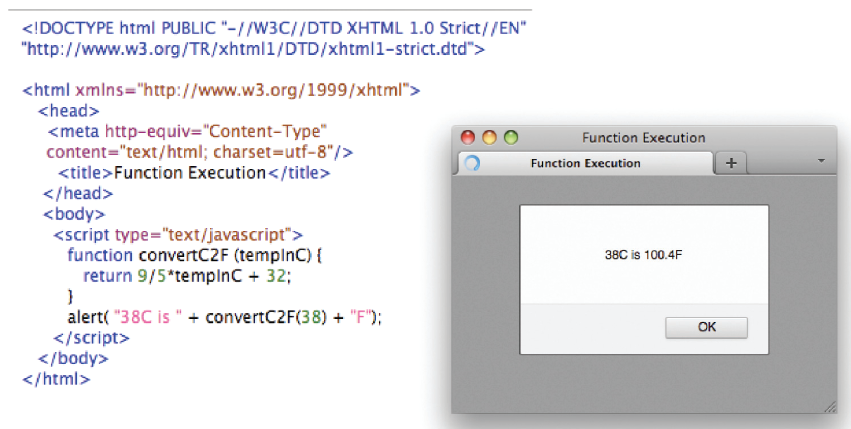 <!DOCTYPE html PUBLIC "-//W3C//DTD XHTML 1.0 Strict//EN"
"http://www.w3.org/TR/xhtml1/DTD/xhtml1-strict.dtd">
<html xmlns="http://www.w3.org/1999/xhtml">
<head>
<meta http-equiv="Content-Type"
content="text/html; charset=utf-8"/>
<title>Function Execution</title>
</head>
<body>
<script type="text/javascript">
function convertC2F (tempInC) {
return 9/5*tempInC + 32;
}
alert( "38C is " + convertC2F(38) + "F");
</script>
</body>
</html>
Function Execution
Function Execution +
38C is 100.4F
OK